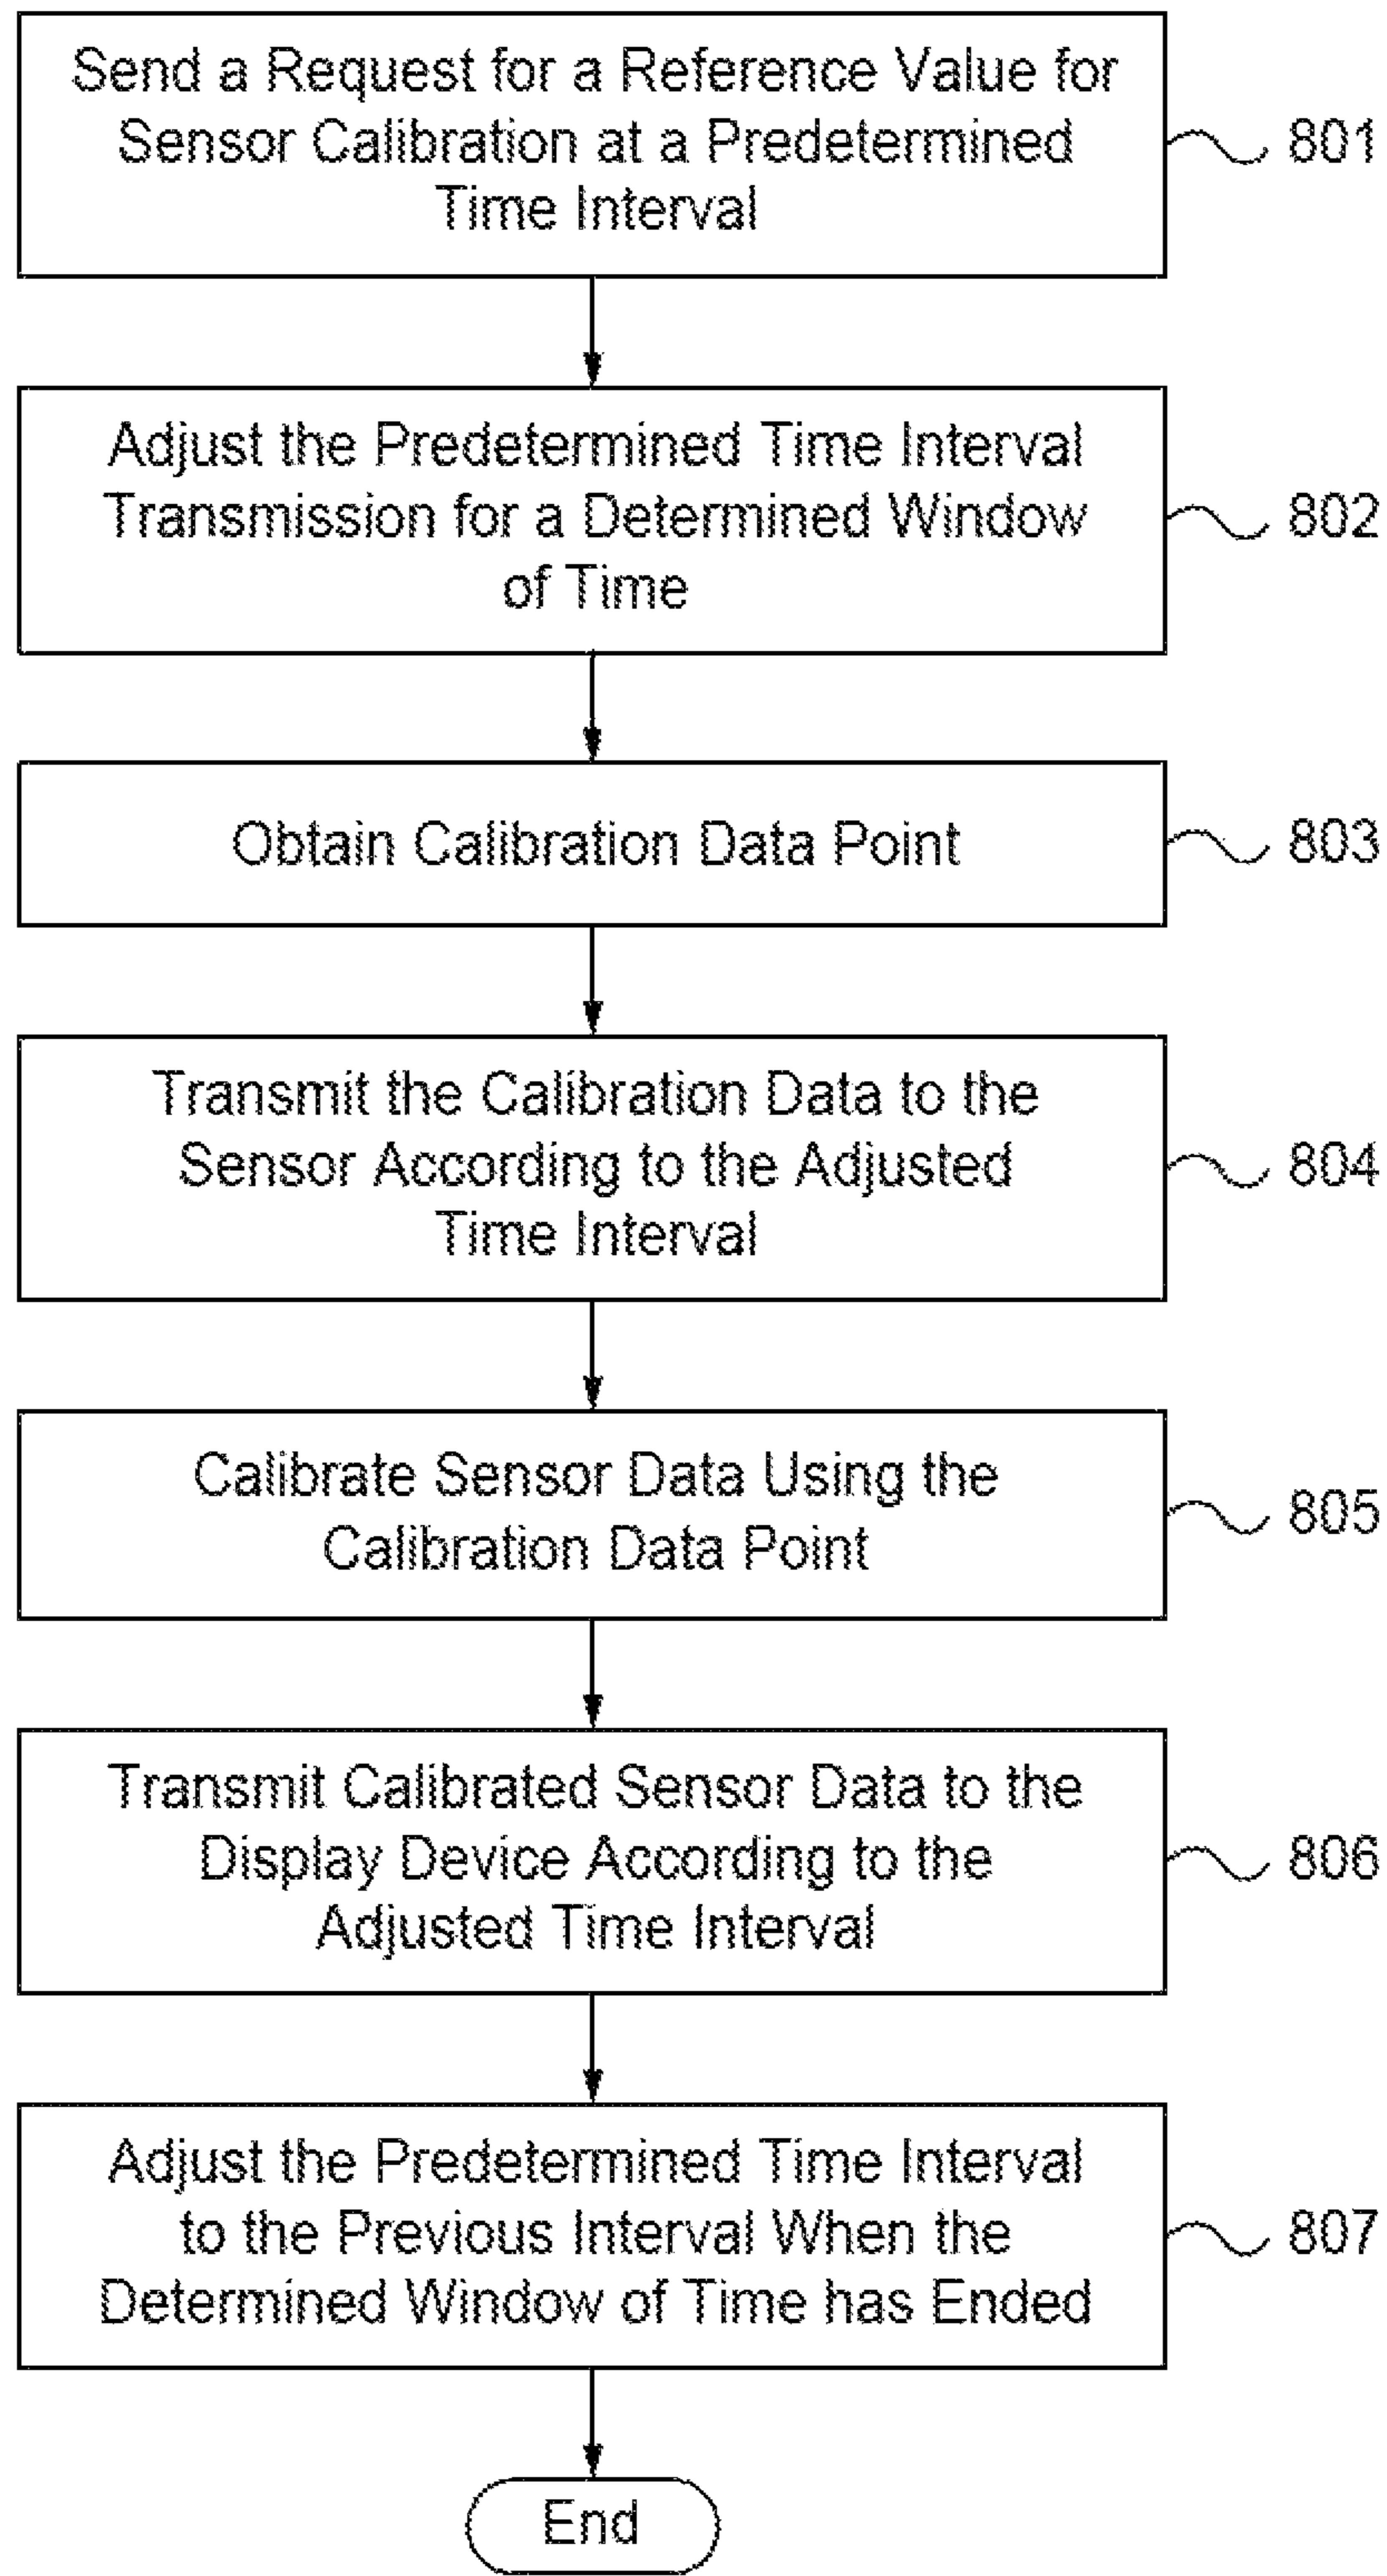 Send a Request for a Reference Value for
Sensor Calibration at a Predetermined
Time Interval
801
Adjust the Predetermined Time Interval
Transmission for a Determined Window
of Time
802
Obtain Calibration Data Point
803
Transmit the Calibration Data to the
Sensor According to the Adjusted
Time Interval
804
Calibrate Sensor Data Using the
Calibration Data Point
805
Transmit Calibrated Sensor Data to the
Display Device According to the
Adjusted Time Interval
806
Adjust the Predetermined Time Interval
to the Previous Interval When the
Determined Window of Time has Ended
807
End